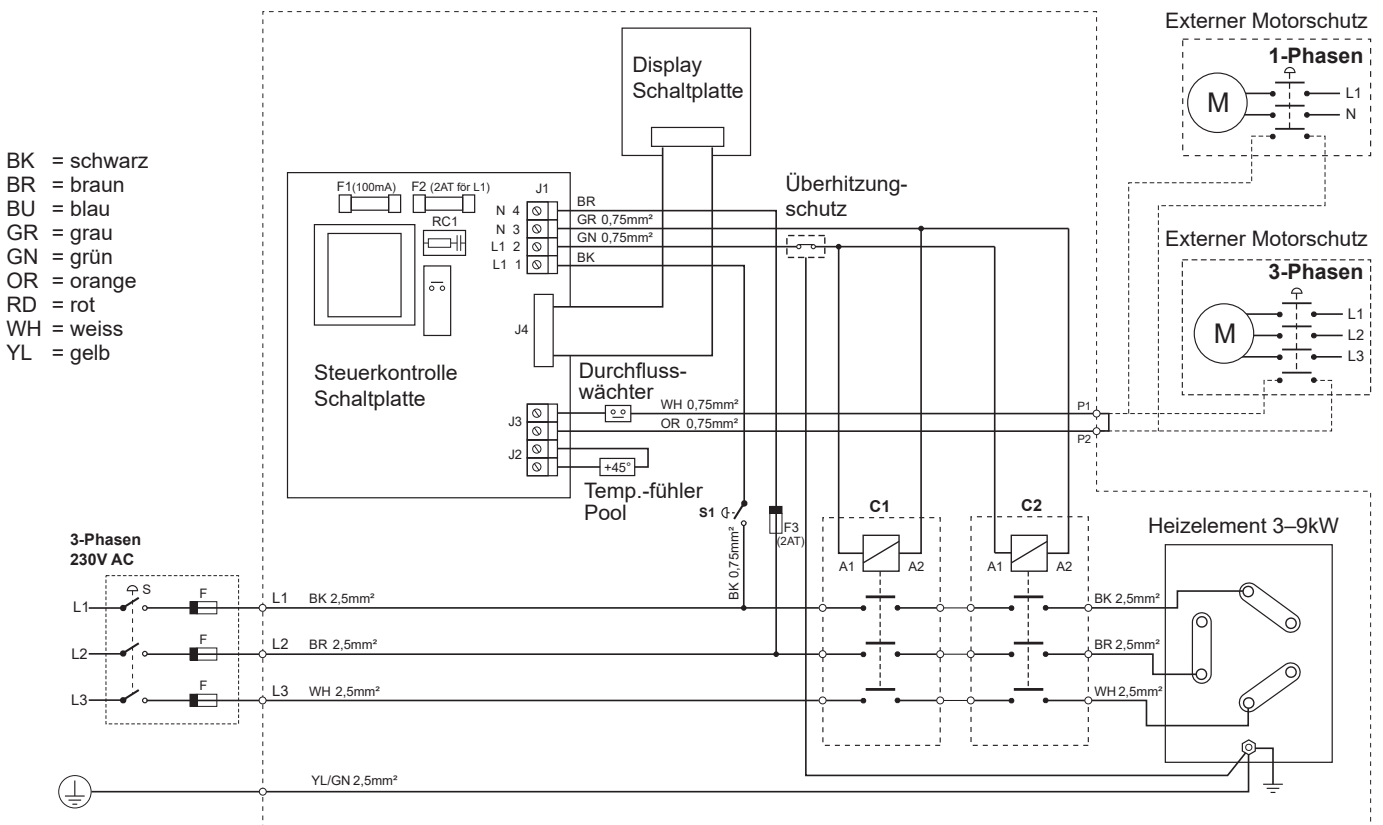 Externer Motorschutz
1-Phasen
M
L1
N
Externer Motorschutz
3-Phasen
M
L1
L2
L3
BK = schwarz
BR = braun
BU = blau
GR = grau
GN = grün
OR = orange
RD = rot
WH = weiss
YL = gelb
Display
Schaltplatte
F1(100mA)
F2 (2AT för L1)
J1
RC1
N 4
N 3
L1 2
L1 1
BR
GR 0,75mm²
GN 0,75mm²
BK
Überhitzung-
schutz
J4
Steuerkontrolle
Schaltplatte
Durchfluss-
wächter
J3
J2
WH 0,75mm²
OR 0,75mm²
P1
P2
+45°
Temp.-fühler
Pool
S1
BK 0,75mm²
F3
(2AT)
C1
A1
A2
C2
A1
A2
Heizelement 3–9kW
3-Phasen
230V AC
S
F
L1
L1
BK 2,5mm²
BK 2,5mm²
F
L2
L2
BR 2,5mm²
BR 2,5mm²
F
L3
L3
WH 2,5mm²
WH 2,5mm²
YL/GN 2,5mm²